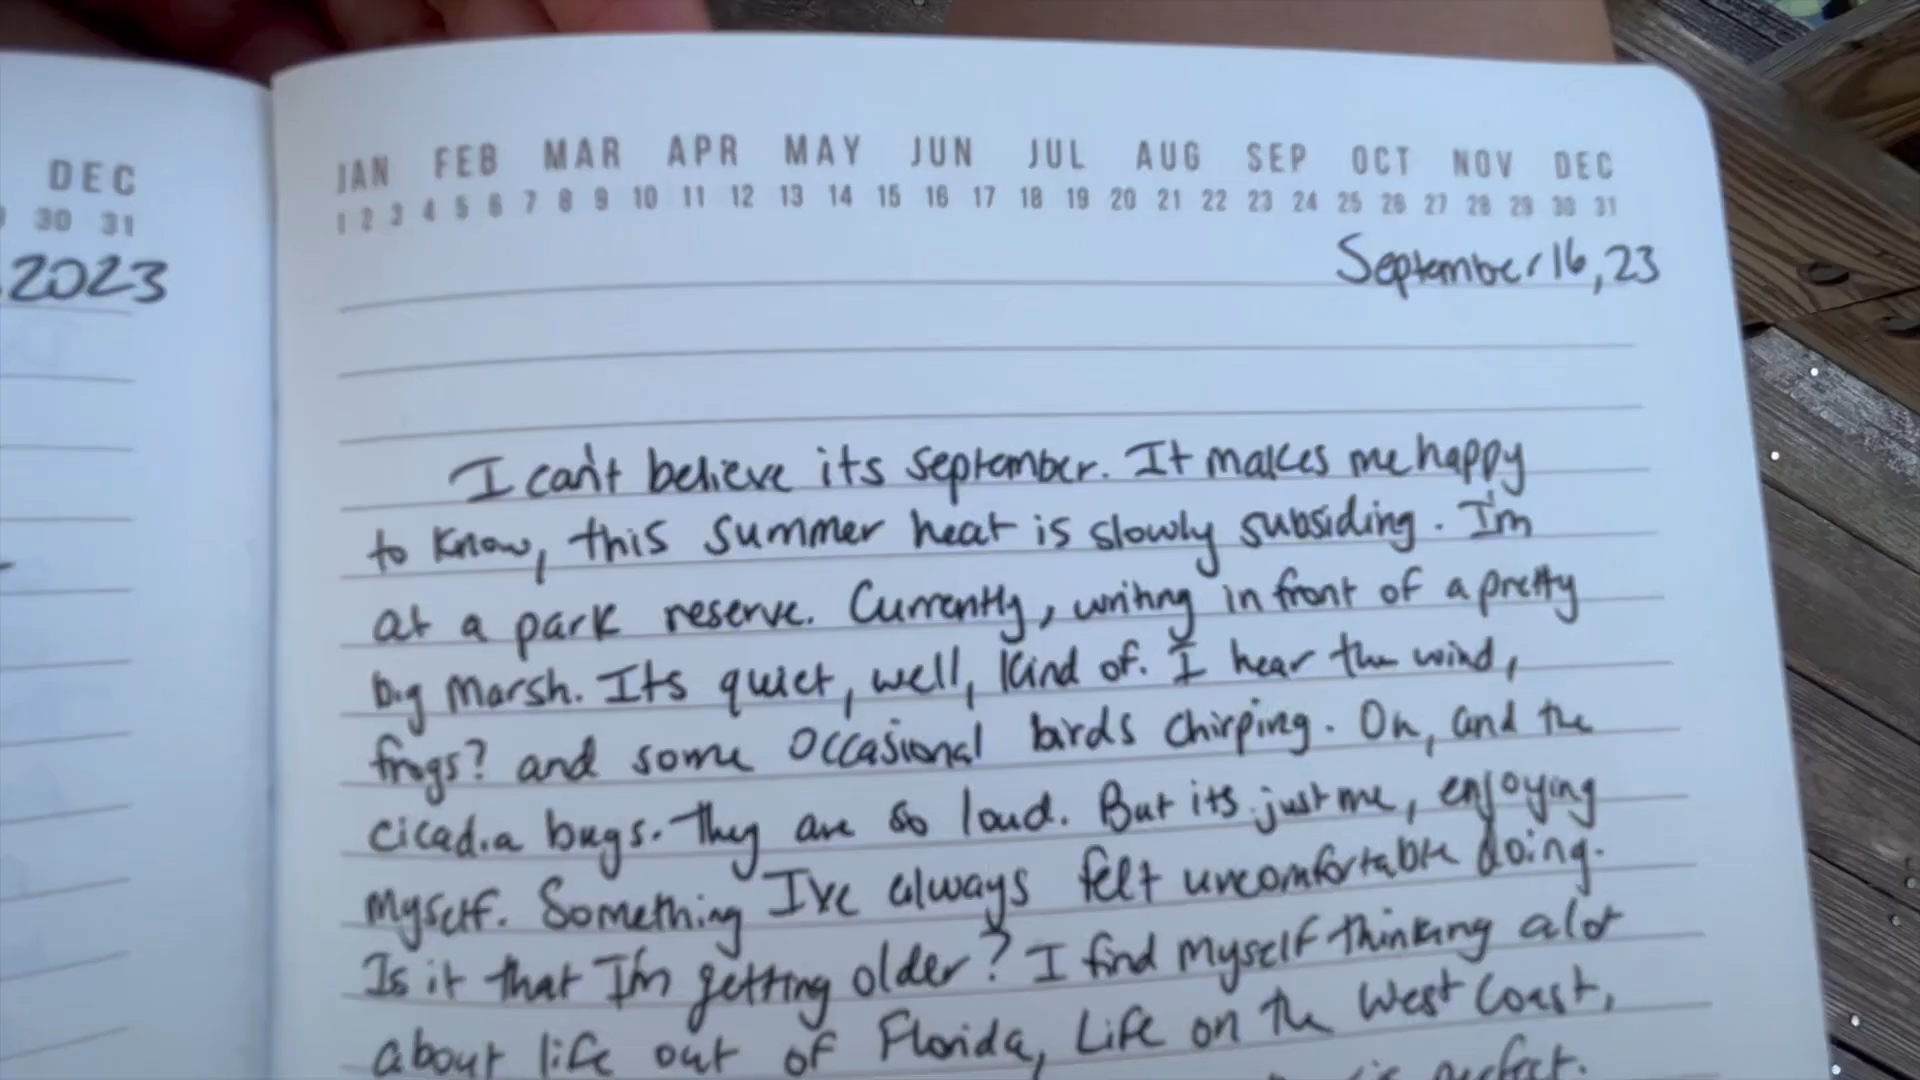 DEC
30 31
2023
JAN FEB MAR APR MAY JUN JUL AUG SEP OCT NOV DEC
1 2 3 4 5 6 7 8 9 10 11 12 13 14 15 16 17 18 19 20 21 22 23 24 25 26 27 28 29 30 31
September 16, 23
I can't believe its september. It makes me happy
to know, this summer heat is slowly subsiding. I'm
at a park reserve. Currently, writing in front of a pretty
big marsh. Its quiet, well, kind of. I hear the wind,
frogs? and some occasional birds chirping. Oh, and the
cicadia bugs. They are so loud. But its just me, enjoying
myself. Something I've always felt uncomfortable doing.
Is it that I'm getting older? I find myself thinking alot
about life out of Florida, Life on the West Coast,
is perfect.